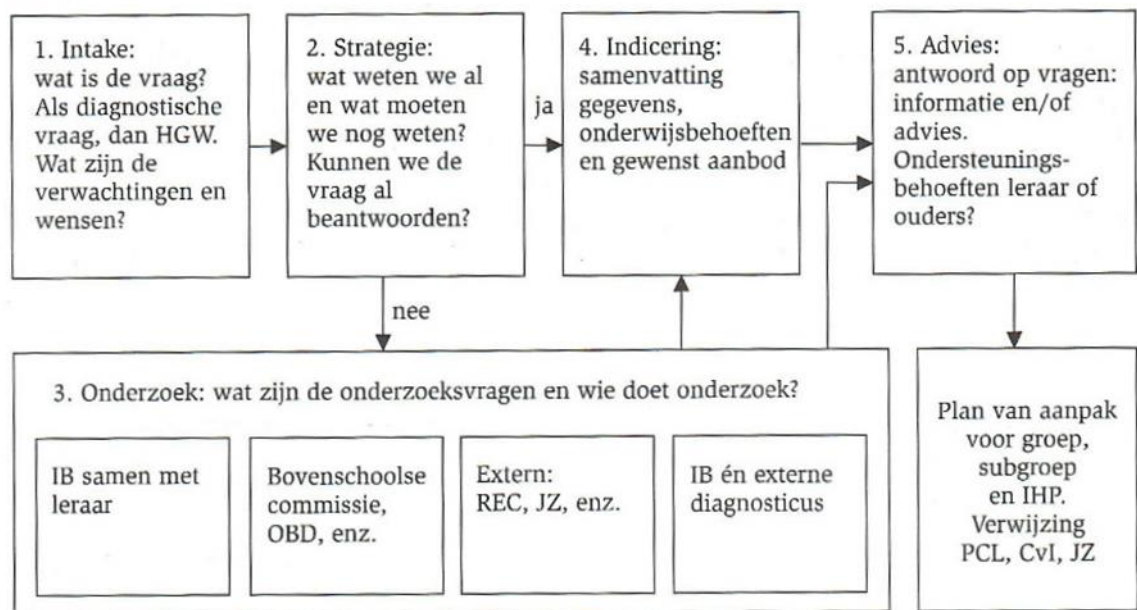 1. Intake:
wat is de vraag?
Als diagnostische
vraag, dan HGW.
Wat zijn de
verwachtingen en
wensen?
2. Strategie:
wat weten we al
en wat moeten
we nog weten?
Kunnen we de
vraag al
beantwoorden?
ja
4. Indicering:
samenvatting
gegevens,
onderwijsbehoeften
en gewenst aanbod
5. Advies:
antwoord op vragen:
informatie en/of
advies.
Ondersteunings-
behoeften leraar of
ouders?
nee
3. Onderzoek: wat zijn de onderzoeksvragen en wie doet onderzoek?
IB samen met
leraar
Bovenschoolse
commissie,
OBD, enz.
Extern:
REC, JZ, enz.
IB én externe
diagnosticus
Plan van aanpak
voor groep,
subgroep
en IHP.
Verwijzing
PCL, CvI, JZ